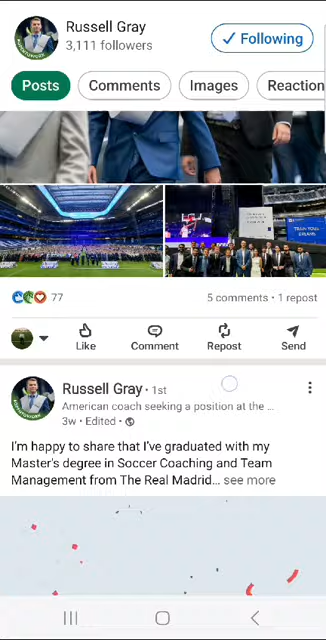 Russell Gray
3,111 followers
✓ Following
Posts
Comments
Images
Reaction
77
5 comments • 1 repost
Like
Comment
Repost
Send
Russell Gray • 1st
American coach seeking a position at the ...
3w • Edited •
I'm happy to share that I've graduated with my
Master's degree in Soccer Coaching and Team
Management from The Real Madrid... see more